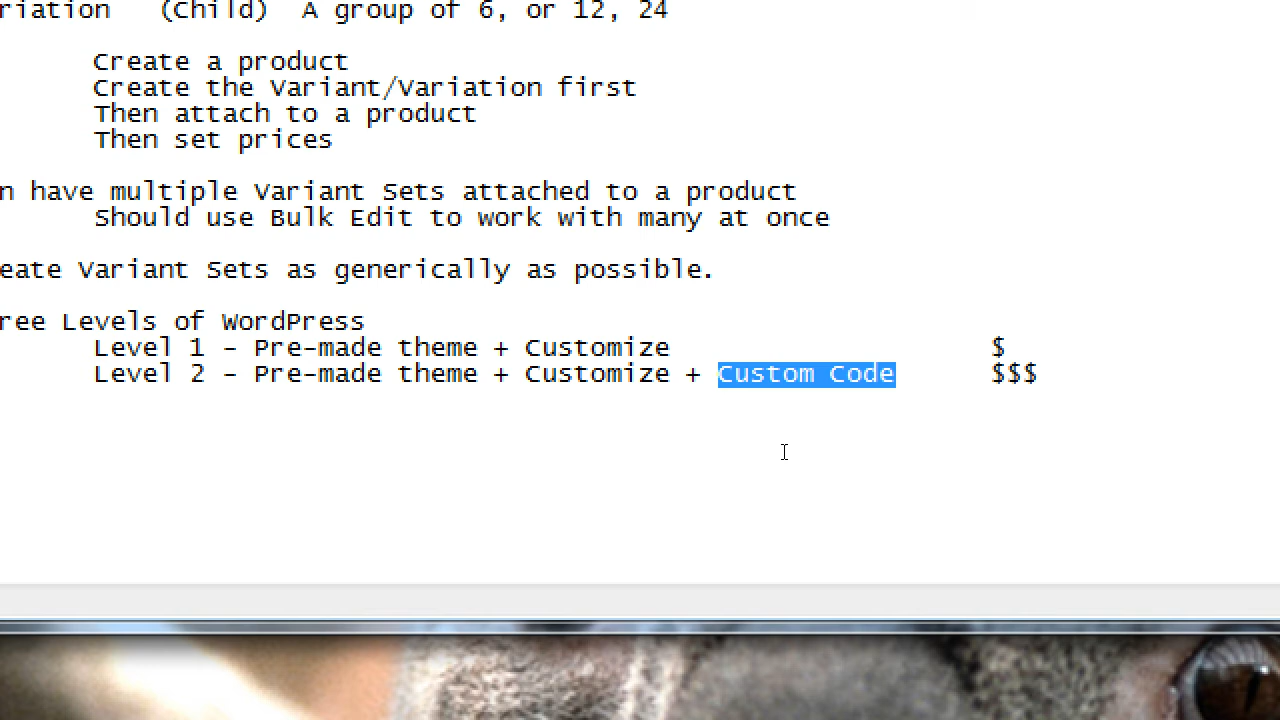 riation (Child) A group of 6, or 12, 24
Create a product
Create the Variant/Variation first
Then attach to a product
Then set prices
n have multiple Variant Sets attached to a product
Should use Bulk Edit to work with many at once
eate Variant Sets as generically as possible.
ree Levels of WordPress
Level 1 - Pre-made theme + Customize $
Level 2 - Pre-made theme + Customize + Custom Code $$$